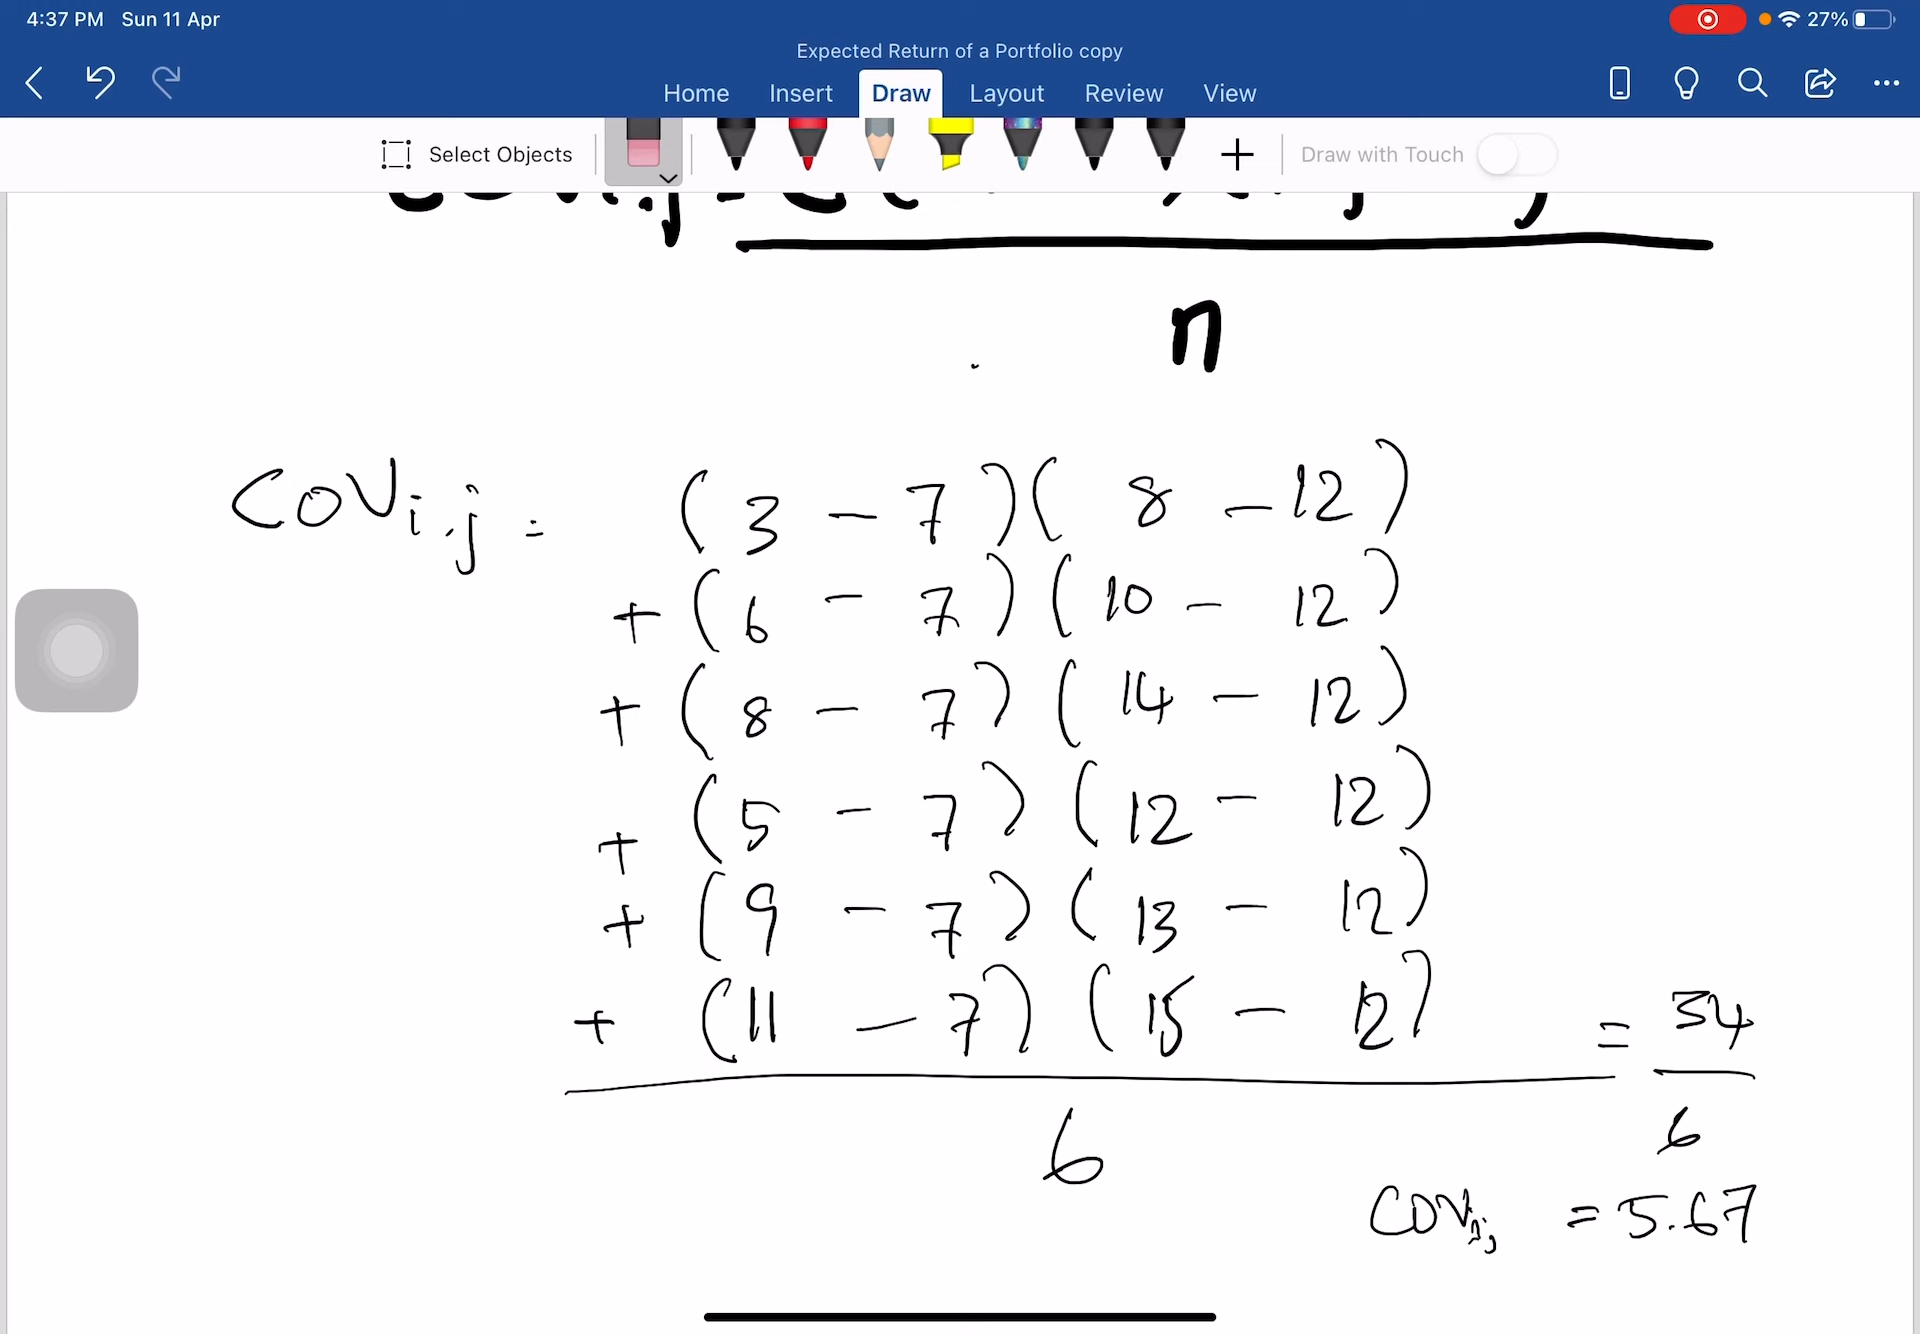 4:37 PM Sun 11 Apr
27%
Expected Return of a Portfolio copy
Home Insert Draw Layout Review View
Select Objects
Draw with Touch
n
COVi.j = (3 - 7)(8 - 12)
+ (6 - 7)(10 - 12)
+ (8 - 7)(14 - 12)
+ (5 - 7)(12 - 12)
+ (9 - 7)(13 - 12)
+ (11 - 7)(15 - 12) = 34
6 6
COVi,j = 5.67